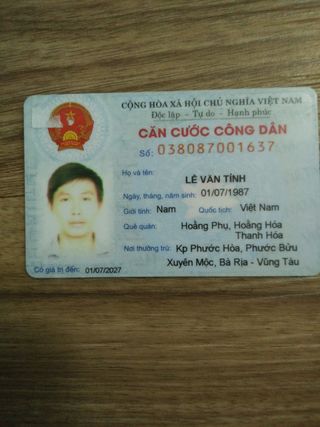 CỘNG HÒA XÃ HỘI CHỦ NGHĨA VIỆT NAM
Độc lập - Tự do - Hạnh phúc
CĂN CƯỚC CÔNG DÂN
Số: 038087001637
Họ và tên:
LÊ VĂN TÍNH
Ngày, tháng, năm sinh: 01/07/1987
Giới tính: Nam Quốc tịch: Việt Nam
Quê quán: Hoằng Phụ, Hoằng Hóa
Thanh Hóa
Nơi thường trú: Kp Phước Hòa, Phước Bửu
Xuyên Mộc, Bà Rịa - Vũng Tàu
Có giá trị đến: 01/07/2027